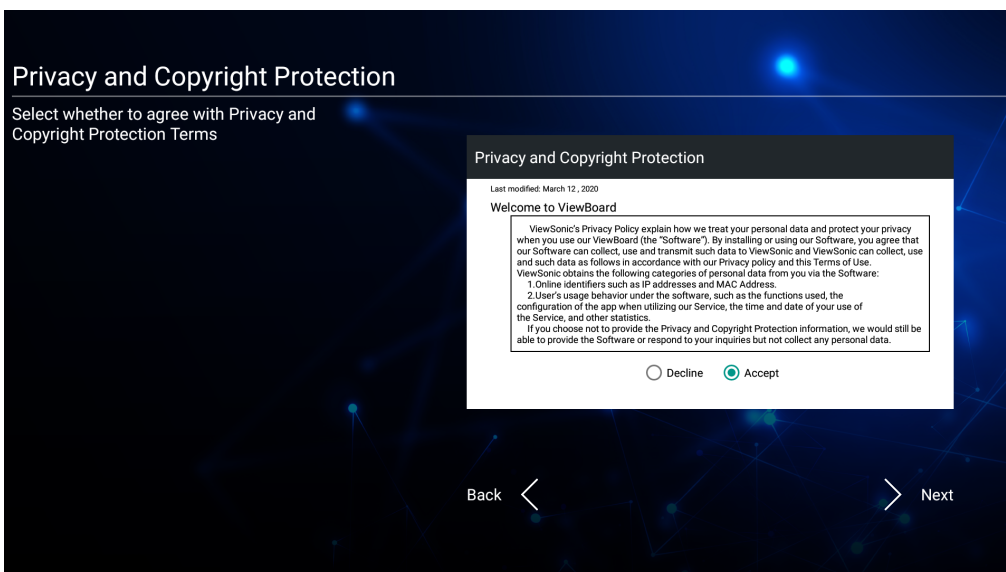 Privacy and Copyright Protection
Select whether to agree with Privacy and
Copyright Protection Terms
Privacy and Copyright Protection
Last modified: March 12 , 2020
Welcome to ViewBoard
ViewSonic's Privacy Policy explain how we treat your personal data and protect your privacy
when you use our ViewBoard (the “Software”). By installing or using our Software, you agree that
our Software can collect, use and transmit such data to ViewSonic and ViewSonic can collect, use
and such data as follows in accordance with our Privacy policy and this Terms of Use.
ViewSonic obtains the following categories of personal data from you via the Software:
1.Online identifiers such as IP addresses and MAC Address.
2.User's usage behavior under the software, such as the functions used, the
configuration of the app when utilizing our Service, the time and date of your use of
the Service, and other statistics.
If you choose not to provide the Privacy and Copyright Protection information, we would still be
able to provide the Software or respond to your inquiries but not collect any personal data.
Decline Accept
Back Next